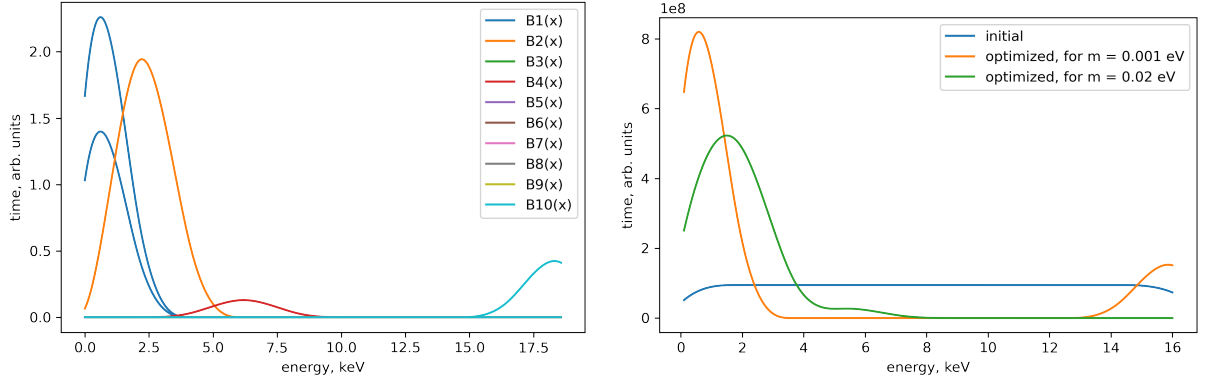 time, arb. units
2.0
1.5
1.0
0.5
0.0
0.0 2.5 5.0 7.5 10.0 12.5 15.0 17.5
energy, keV
B1(x)
B2(x)
B3(x)
B4(x)
B5(x)
B6(x)
B7(x)
B8(x)
B9(x)
B10(x)
1e8
time, arb. units
8
6
4
2
0
0 2 4 6 8 10 12 14 16
energy, keV
initial
optimized, for m = 0.001 eV
optimized, for m = 0.02 eV